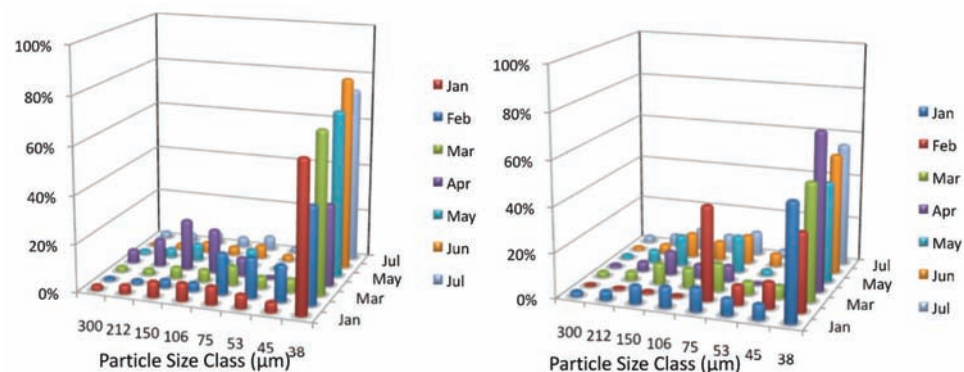 100%
80%
60%
40%
20%
0%
300 212 150 106 75 53 45 38
Particle Size Class (µm)
Jul
May
Mar
Jan
Jan
Feb
Mar
Apr
May
Jun
Jul
100%
80%
60%
40%
20%
0%
300 212 150 106 75 53 45 38
Particle Size Class (µm)
Jul
May
Mar
Jan
Jan
Feb
Mar
Apr
May
Jun
Jul